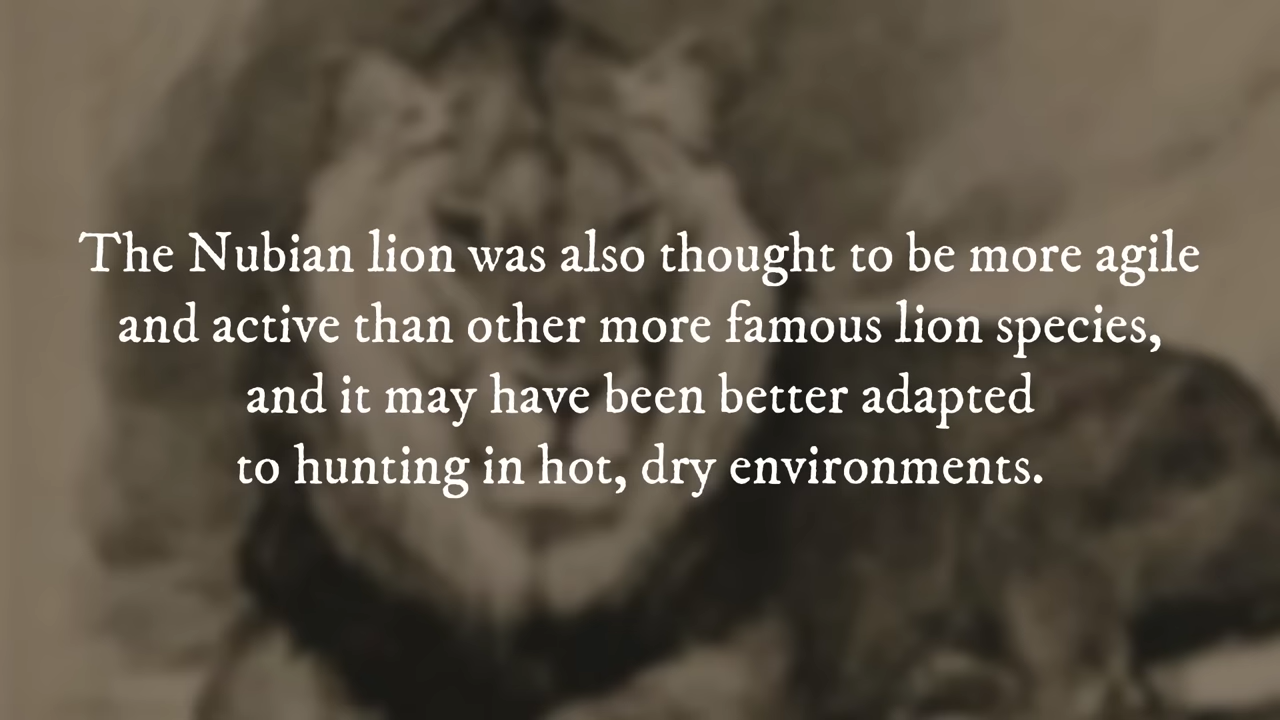 The Nubian lion was also thought to be more agile
and active than other more famous lion species,
and it may have been better adapted
to hunting in hot, dry environments.